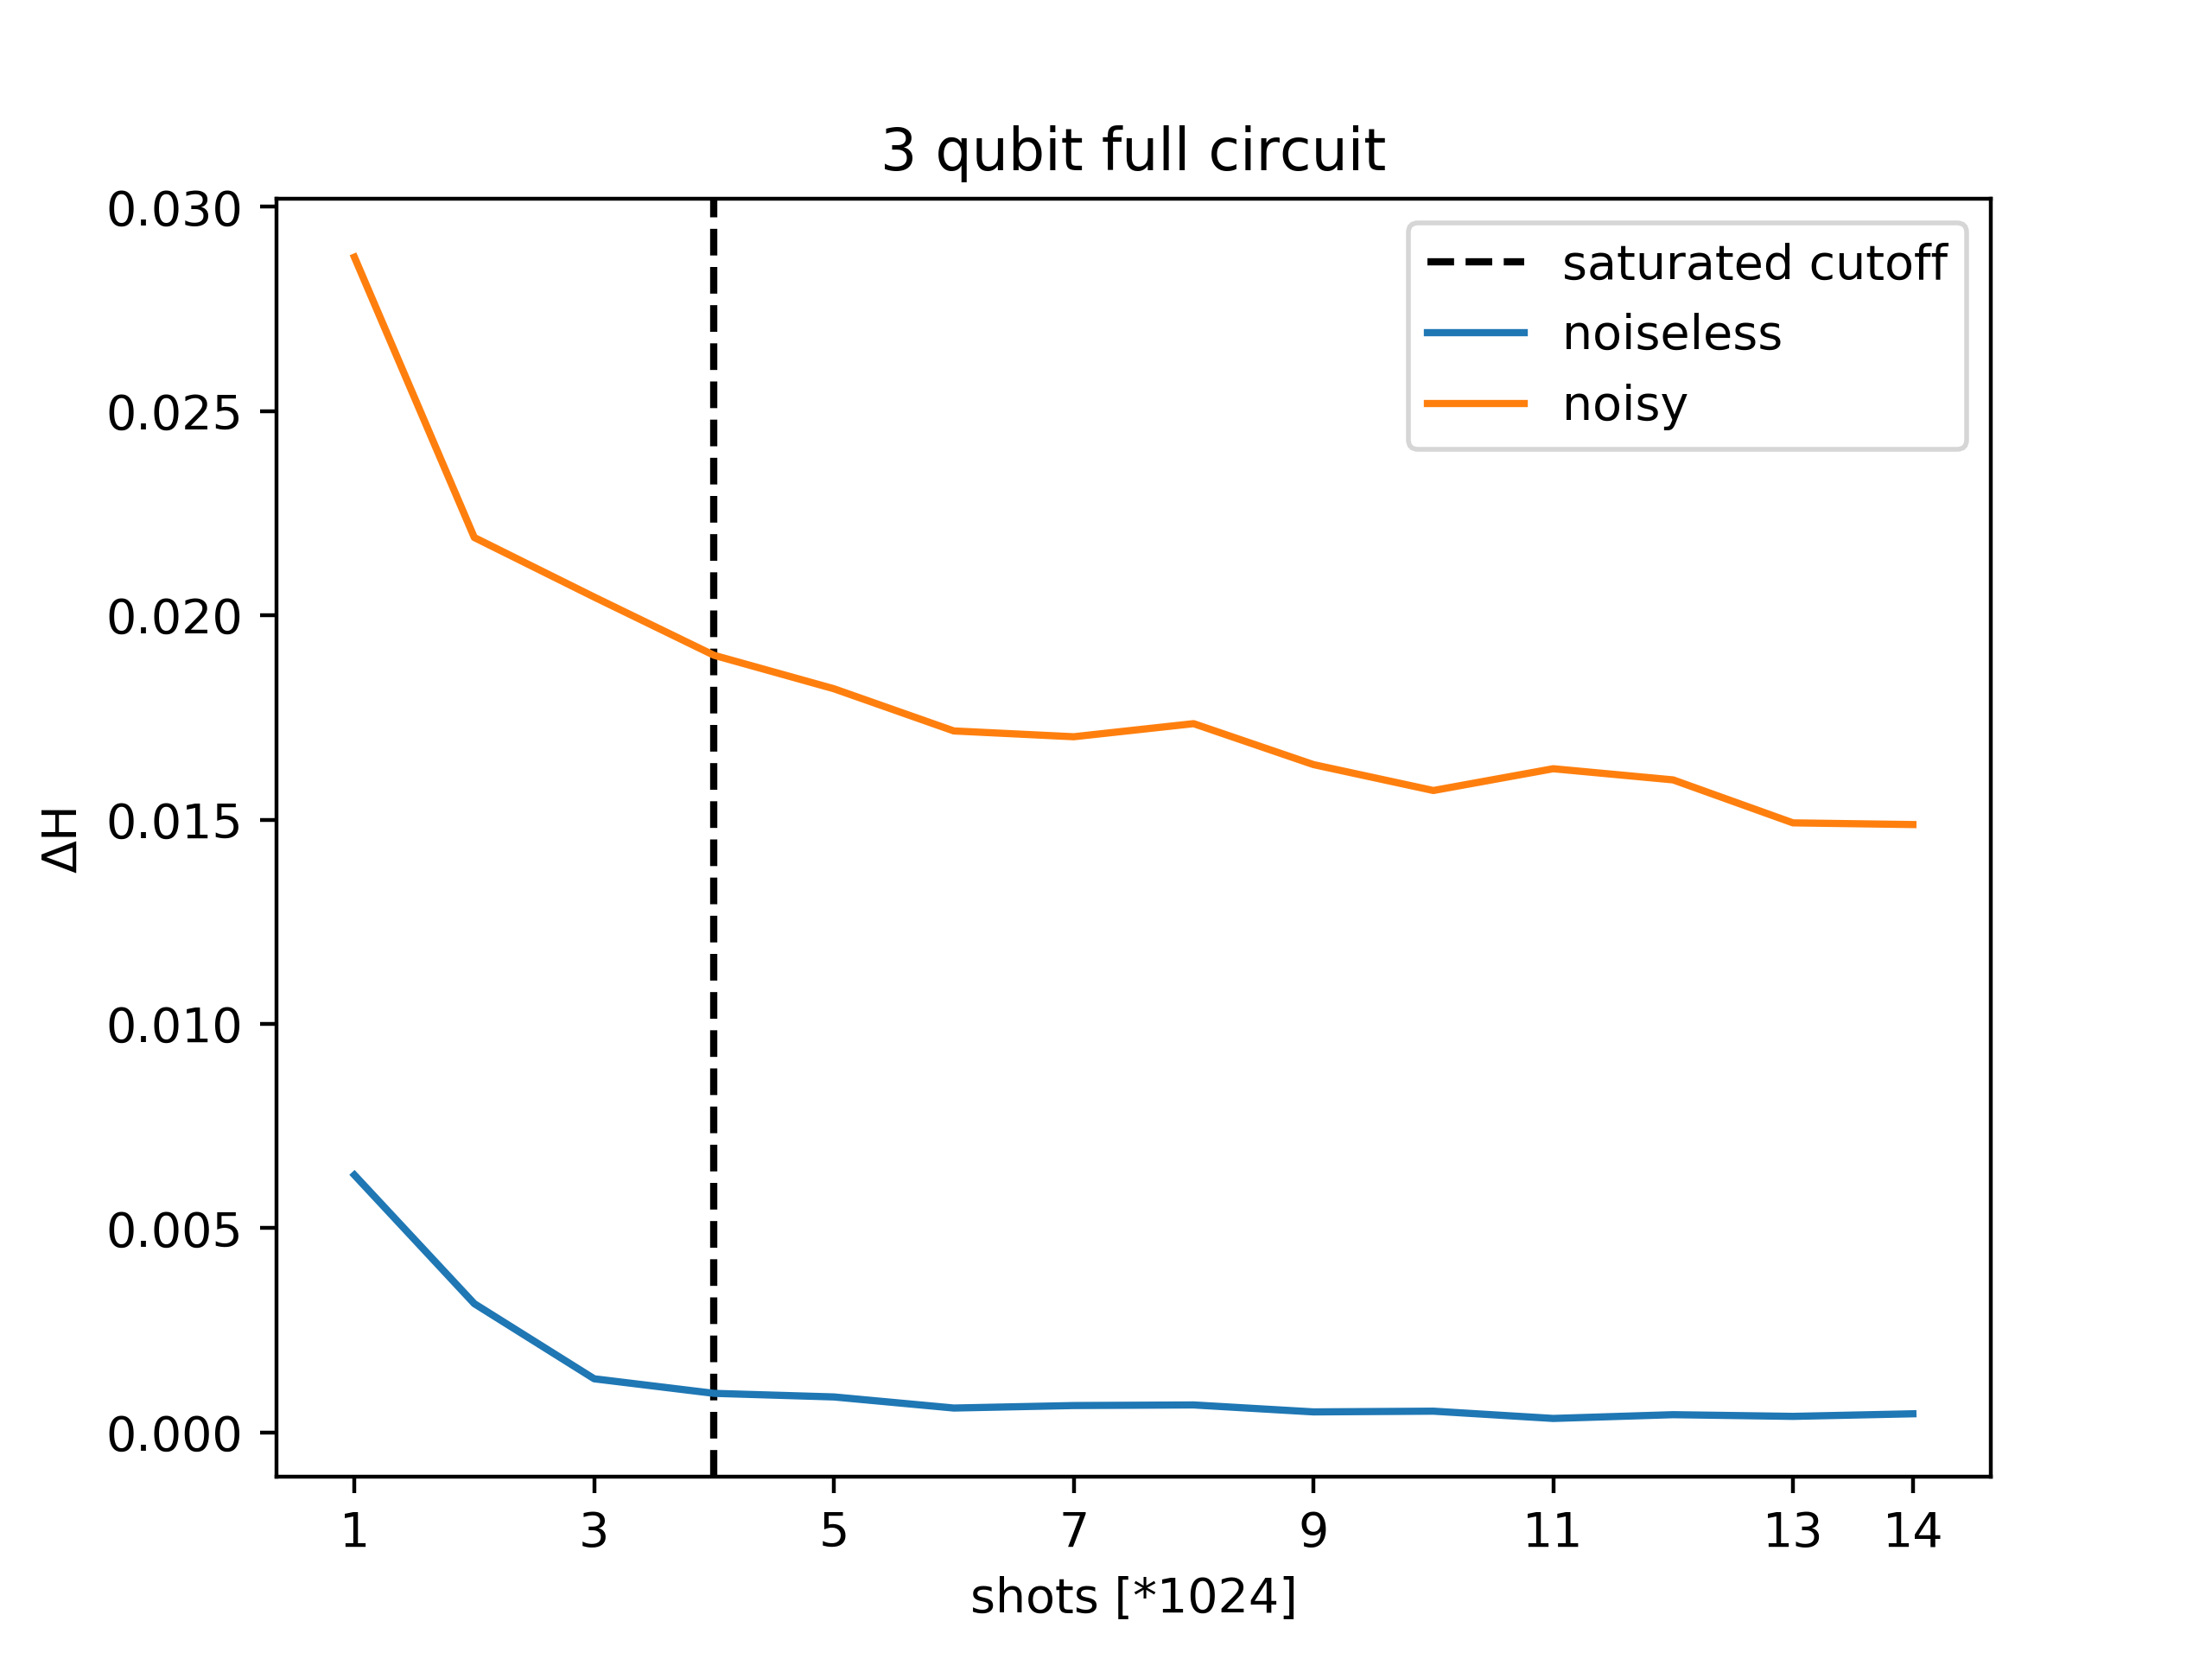 3 qubit full circuit
0.030
0.025
0.020
0.015
0.010
0.005
0.000
ΔH
saturated cutoff
noiseless
noisy
1 3 5 7 9 11 13 14
shots [*1024]